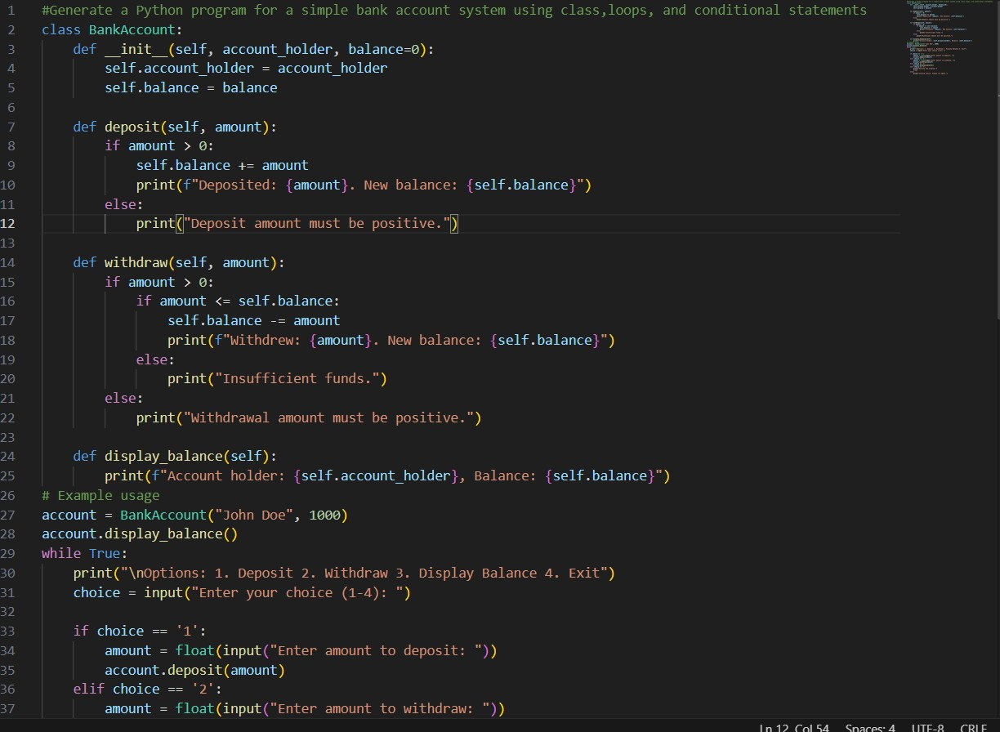 1 #Generate a Python program for a simple bank account system using class,loops, and conditional statements
2 class BankAccount:
3     def __init__(self, account_holder, balance=0):
4         self.account_holder = account_holder
5         self.balance = balance
6
7     def deposit(self, amount):
8         if amount > 0:
9             self.balance += amount
10             print(f"Deposited: {amount}. New balance: {self.balance}")
11         else:
12             print("Deposit amount must be positive.")
13
14     def withdraw(self, amount):
15         if amount > 0:
16             if amount <= self.balance:
17                 self.balance -= amount
18                 print(f"Withdrew: {amount}. New balance: {self.balance}")
19             else:
20                 print("Insufficient funds.")
21         else:
22             print("Withdrawal amount must be positive.")
23
24     def display_balance(self):
25         print(f"Account holder: {self.account_holder}, Balance: {self.balance}")
26 # Example usage
27 account = BankAccount("John Doe", 1000)
28 account.display_balance()
29 while True:
30     print("\nOptions: 1. Deposit 2. Withdraw 3. Display Balance 4. Exit")
31     choice = input("Enter your choice (1-4): ")
32
33     if choice == '1':
34         amount = float(input("Enter amount to deposit: "))
35         account.deposit(amount)
36     elif choice == '2':
37         amount = float(input("Enter amount to withdraw: "))
Ln 12, Col 54 Spaces: 4 UTF-8 CRLF